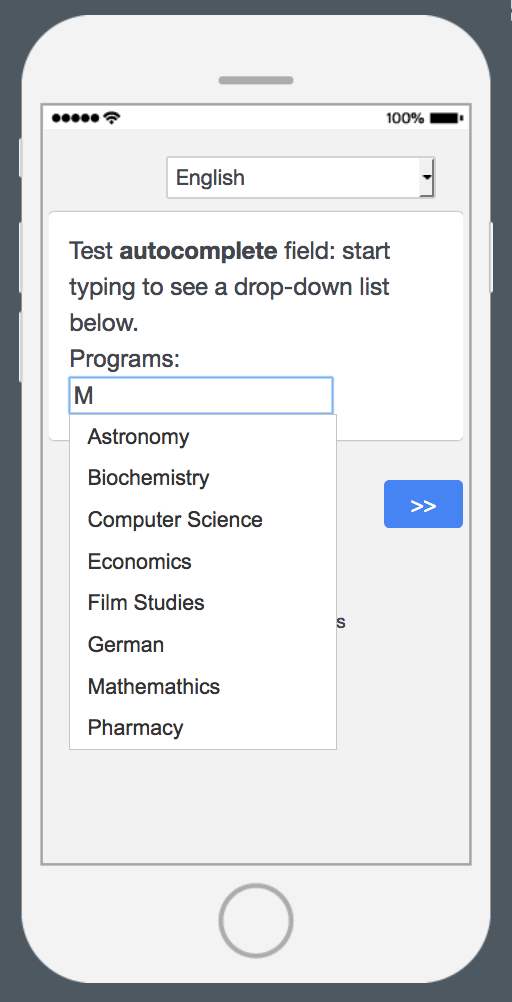 100%
English
Test autocomplete field: start
typing to see a drop-down list
below.
Programs:
M
Astronomy
Biochemistry
>>
Computer Science
Economics
Film Studies
s
German
Mathemathics
Pharmacy